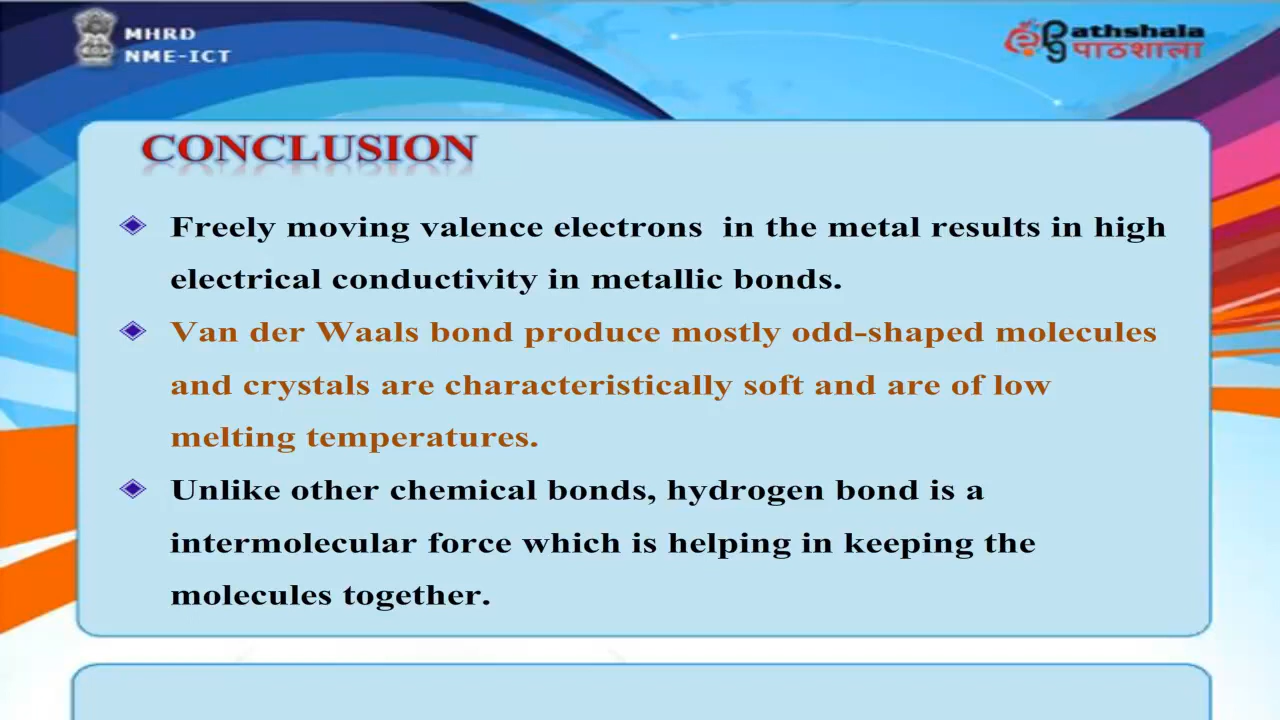 MHRD
NME-ICT
Pathshala
पाठशाला
CONCLUSION
Freely moving valence electrons in the metal results in high
electrical conductivity in metallic bonds.
Van der Waals bond produce mostly odd-shaped molecules
and crystals are characteristically soft and are of low
melting temperatures.
Unlike other chemical bonds, hydrogen bond is a
intermolecular force which is helping in keeping the
molecules together.